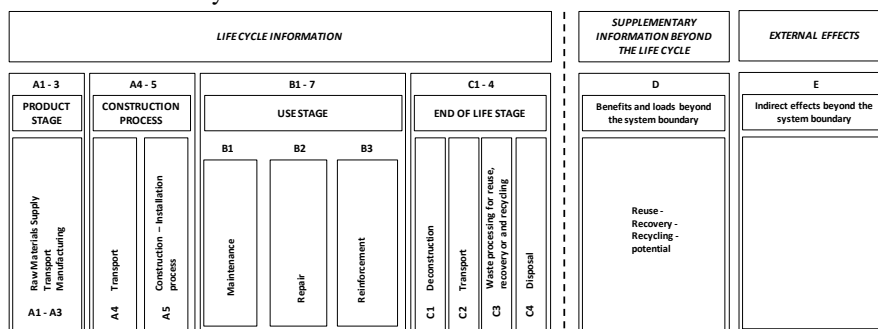 LIFE CYCLE INFORMATION
SUPPLEMENTARY
INFORMATION BEYOND
THE LIFE CYCLE
EXTERNAL EFFECTS
A1 - 3
PRODUCT
STAGE
A4 - 5
CONSTRUCTION
PROCESS
B1 - 7
USE STAGE
C1 - 4
END OF LIFE STAGE
D
Benefits and loads beyond
the system boundary
E
Indirect effects beyond the
system boundary
Raw Materials Supply
Transport
Manufacturing
A1 - A3
Transport
A4
Construction – Installation
process
A5
B1
Maintenance
B2
Repair
B3
Reinforcement
Deconstruction
C1
Transport
C2
Waste processing for reuse,
recovery or and recycling
C3
Disposal
C4
Reuse -
Recovery -
Recycling -
potential